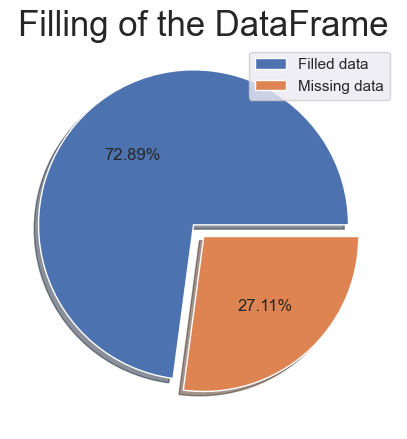 Filling of the DataFrame
Filled data
Missing data
72.89%
27.11%